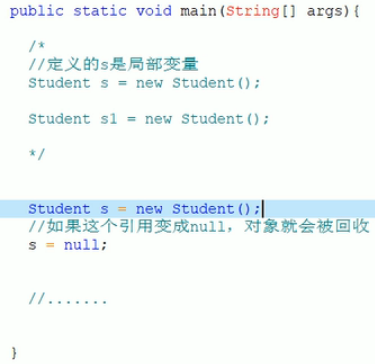 public static void main(String[] args){
/*
//定义的s是局部变量
Student s = new Student();
Student s1 = new Student();
*/
Student s = new Student();
//如果这个引用变成null，对象就会被回收
s = null;
//.......
}